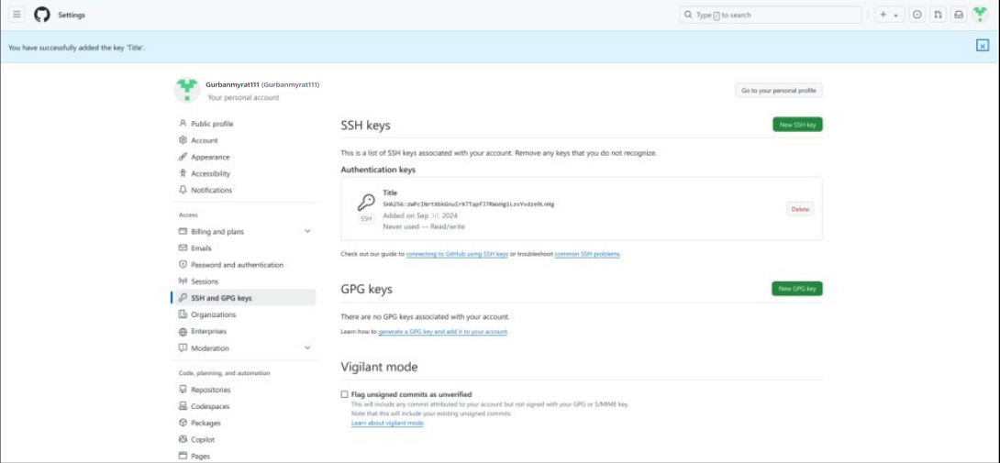 Settings
Type / to search
You have successfully added the key 'Title'.
Gurbanmyrat111 (Gurbanmyrat111)
Your personal account
Go to your personal profile
Public profile
Account
Appearance
Accessibility
Notifications
Access
Billing and plans
Emails
Password and authentication
Sessions
SSH and GPG keys
Organizations
Enterprises
Moderation
Code, planning, and automation
Repositories
Codespaces
Packages
Copilot
Pages
SSH keys
New SSH key
This is a list of SSH keys associated with your account. Remove any keys that you do not recognize.
Authentication keys
Title
SSH
Added on Sep 2024
Never used — Read/write
Delete
Check out our guide to connecting to GitHub using SSH keys or troubleshoot common SSH problems.
GPG keys
New GPG key
There are no GPG keys associated with your account.
Learn how to generate a GPG key and add it to your account.
Vigilant mode
Flag unsigned commits as unverified
This will include any commit attributed to your account but not signed with your GPG or S/MIME key.
Note that this will include your existing unsigned commits.
Learn about vigilant mode.